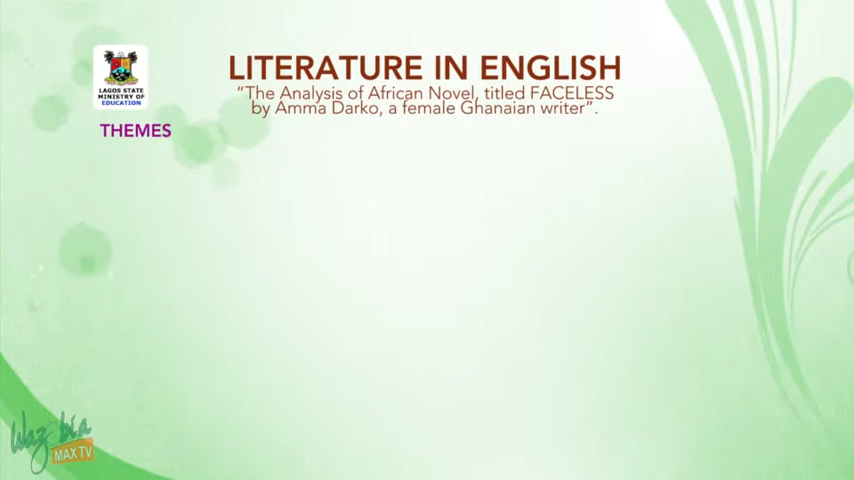 LITERATURE IN ENGLISH
“The Analysis of African Novel, titled FACELESS
by Amma Darko, a female Ghanaian writer”.
LAGOS STATE
MINISTRY OF
EDUCATION
THEMES
Wazobia
MAX TV